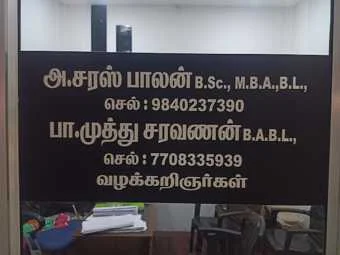 அ.சரஸ் பாலன் B.Sc., M.B.A.,B.L.,
செல் : 9840237390
பா.முத்து சரவணன் B.A.B.L.,
செல் : 7708335939
வழக்கறிஞர்கள்